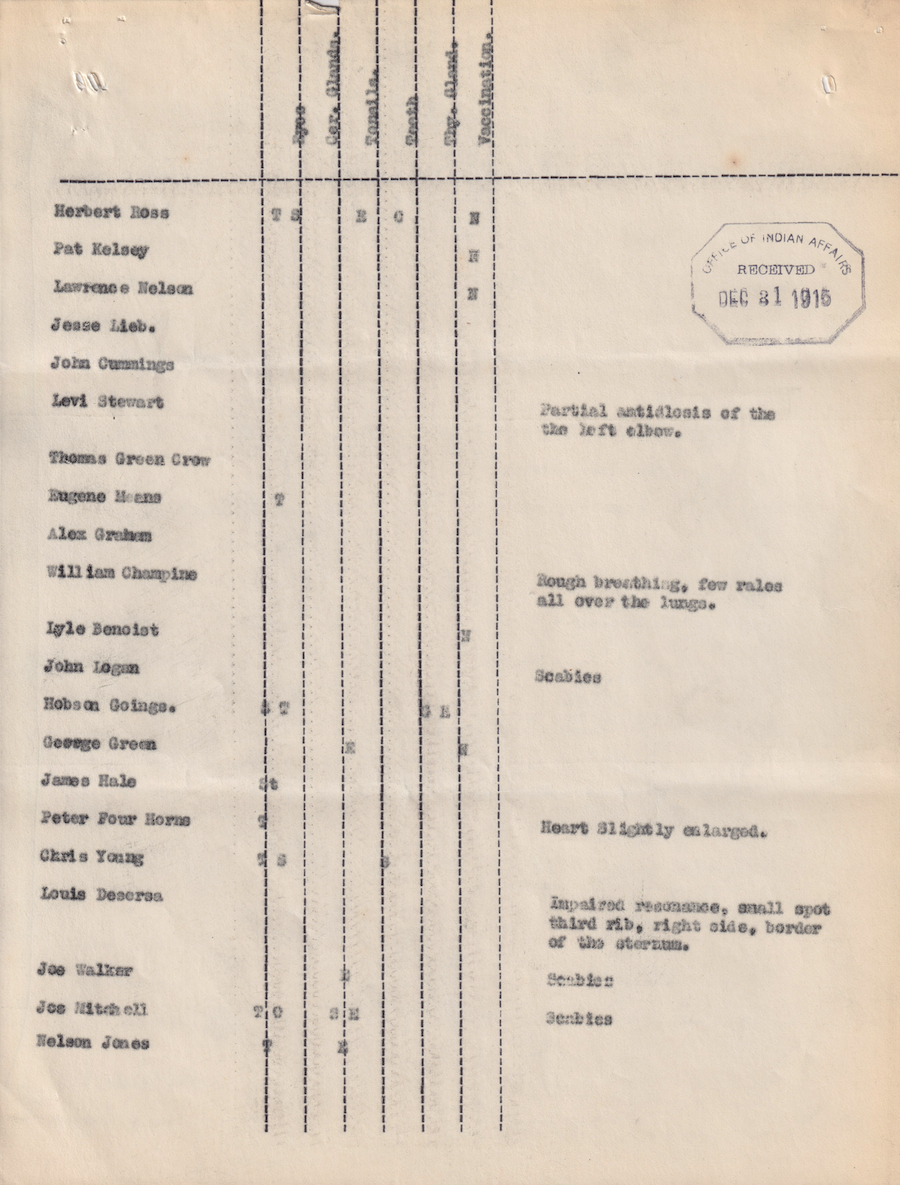 Eyes Cer. Glands. Tonsils. Teeth Thy. Gland. Vaccination.
Herbert Ross T S E C N
OFFICE OF INDIAN AFFAIRS
RECEIVED
DEC 31 1915
Pat Kelsey N
Lawrence Nelson N
Jesse Lieb.
John Cummings
Levi Stewart Partial antidlosis of the
the left elbow.
Thomas Green Crow
Eugene Means T
Alex Graham
William Champine Rough breathing, few rales
all over the lungs.
Lyle Benoist N
John Logan Scabies
Hobson Goings. T G E
George Green E N
James Hale St
Peter Four Horns Heart Slightly enlarged.
Chris Young T S
Louis Desersa Impaired resonance, small spot
third rib, right side, border
of the sternum.
Joe Walker E Scabies
Joe Mitchell T C S E Scabies
Nelson Jones T E